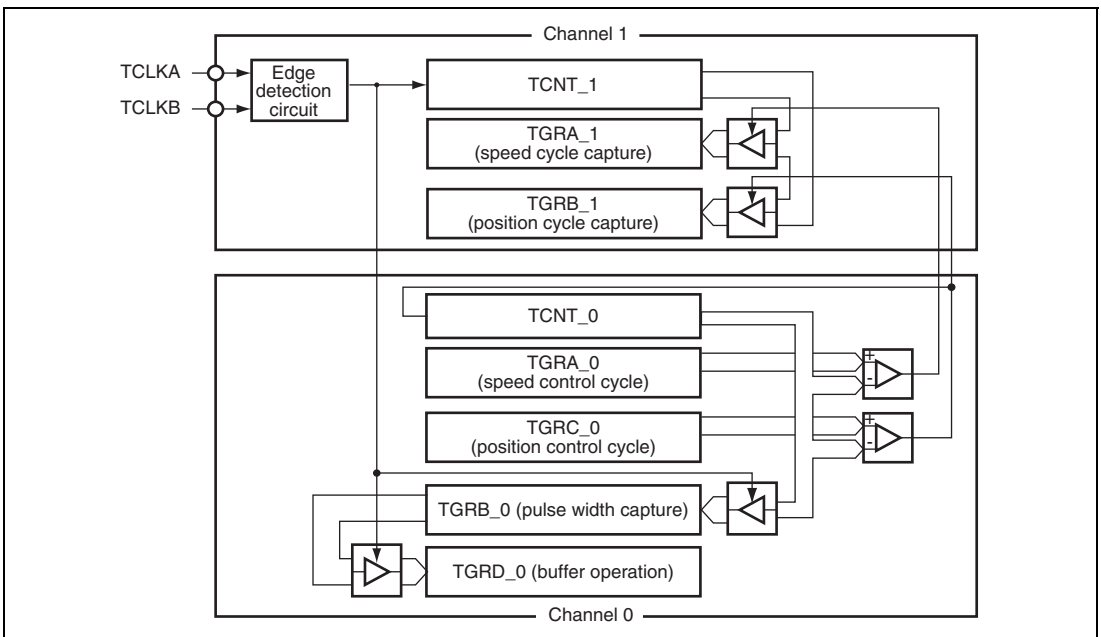 Channel 1
TCLKA
TCLKB
Edge
detection
circuit
TCNT_1
TGRA_1
(speed cycle capture)
TGRB_1
(position cycle capture)
TCNT_0
TGRA_0
(speed control cycle)
+
-
TGRC_0
(position control cycle)
+
-
TGRB_0 (pulse width capture)
TGRD_0 (buffer operation)
Channel 0